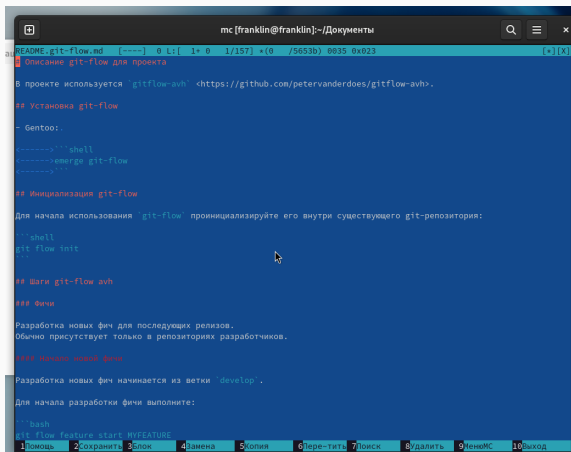 mc [franklin@franklin]:~/Документы
README.git-flow.md [----] 0 L:[ 1+ 0 1/157] *(0 /5653b) 0035 0x023 [*][X]
# Описание git-flow для проекта
В проекте используется `gitflow-avh` <https://github.com/petervanderdoes/gitflow-avh>.
## Установка git-flow
- Gentoo:.
<------>```shell
<------>emerge git-flow
<------>```
## Инициализация git-flow
Для начала использования `git-flow` проинициализируйте его внутри существующего git-репозитория:
```shell
git flow init
```
## Шаги git-flow avh
### Фичи
Разработка новых фич для последующих релизов.
Обычно присутствует только в репозиториях разработчиков.
#### Начало новой фичи
Разработка новых фич начинается из ветки `develop`.
Для начала разработки фичи выполните:
```bash
git flow feature start MYFEATURE
1Помощь 2Сохранить 3Блок 4Замена 5Копия 6Пере~тить 7Поиск 8Удалить 9МенюMC 10Выход